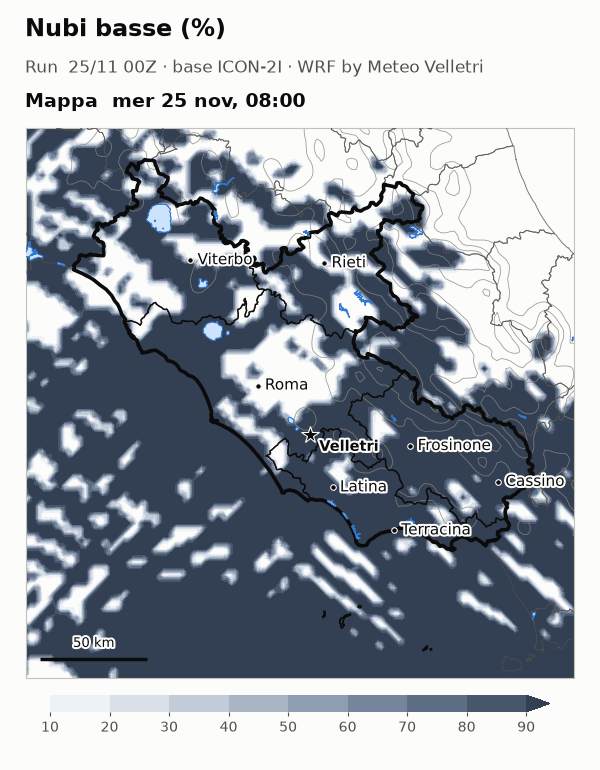 Nubi basse (%)
Run  25/11 00Z · base ICON-2I · WRF by Meteo Velletri
Mappa  mer 25 nov, 08:00
Viterbo
Rieti
Roma
Velletri
Frosinone
Cassino
Latina
Terracina
50 km
10 20 30 40 50 60 70 80 90